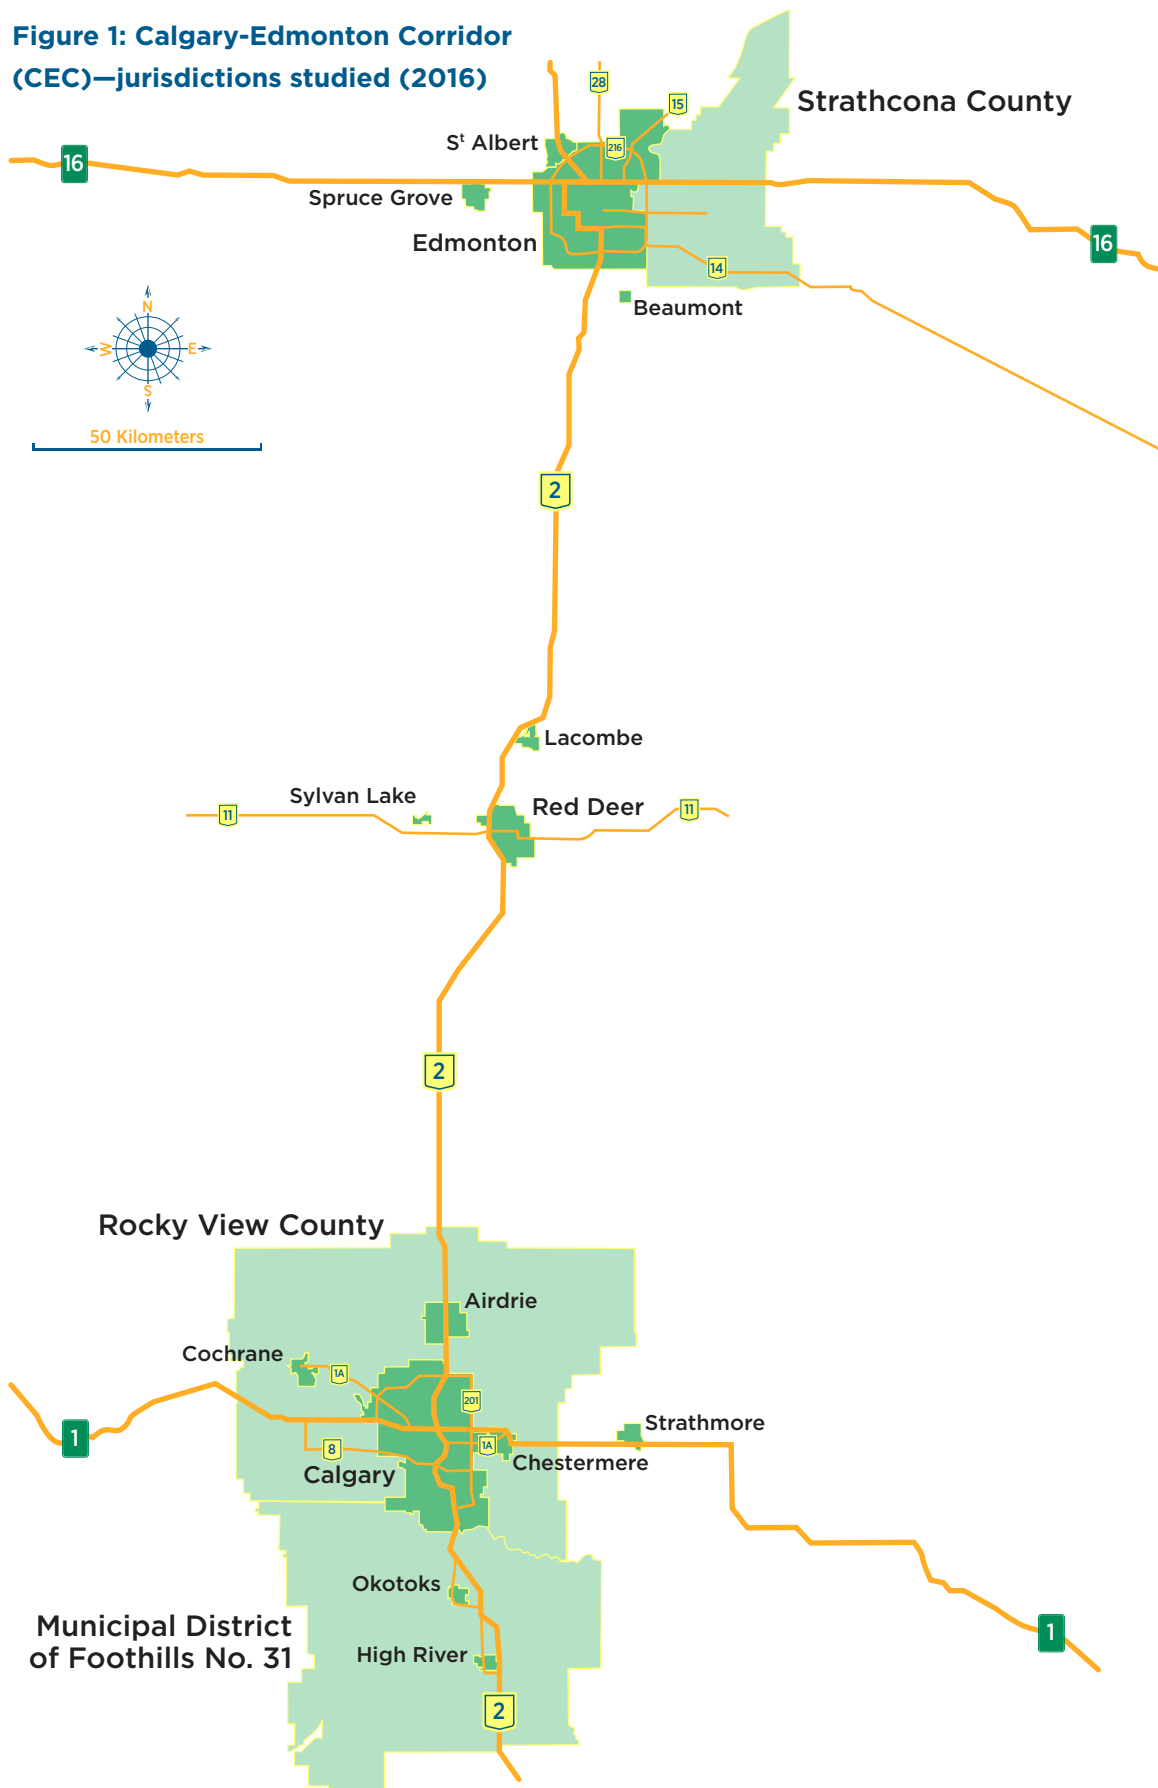 Figure 1: Calgary-Edmonton Corridor
(CEC)—jurisdictions studied (2016)
28
15
Strathcona County
Sᵗ Albert
216
16
Spruce Grove
Edmonton
16
14
Beaumont
N
W
E
S
50 Kilometers
2
Lacombe
Sylvan Lake
Red Deer
11
11
2
Rocky View County
Airdrie
Cochrane
1A
201
Strathmore
1
8
1A
Chestermere
Calgary
Okotoks
Municipal District
of Foothills No. 31
1
High River
2